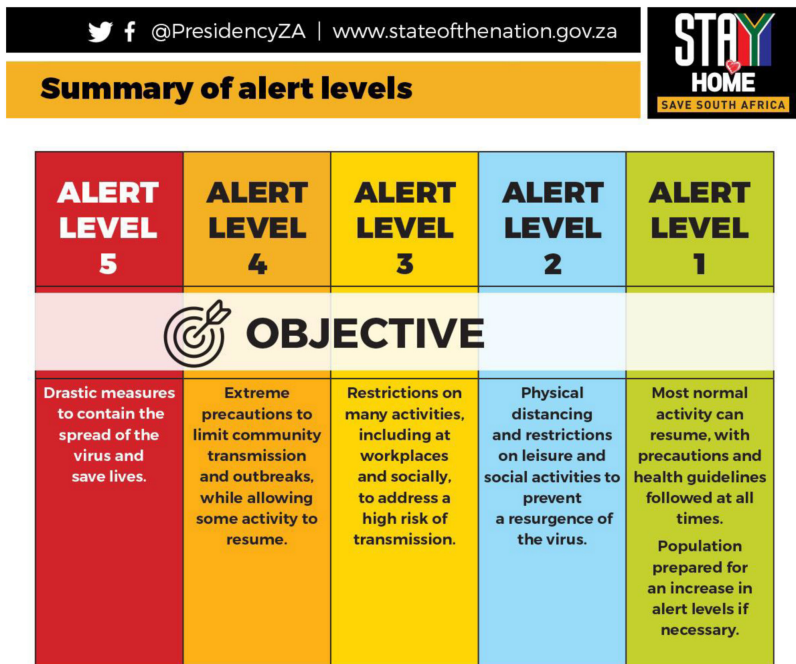 @PresidencyZA | www.stateofthenation.gov.za
STAY
HOME
SAVE SOUTH AFRICA
Summary of alert levels
ALERT
LEVEL
5
ALERT
LEVEL
4
ALERT
LEVEL
3
ALERT
LEVEL
2
ALERT
LEVEL
1
OBJECTIVE
Drastic measures
to contain the
spread of the
virus and
save lives.
Extreme
precautions to
limit community
transmission
and outbreaks,
while allowing
some activity to
resume.
Restrictions on
many activities,
including at
workplaces
and socially,
to address a
high risk of
transmission.
Physical
distancing
and restrictions
on leisure and
social activities to
prevent
a resurgence of
the virus.
Most normal
activity can
resume, with
precautions and
health guidelines
followed at all
times.
Population
prepared for
an increase in
alert levels if
necessary.